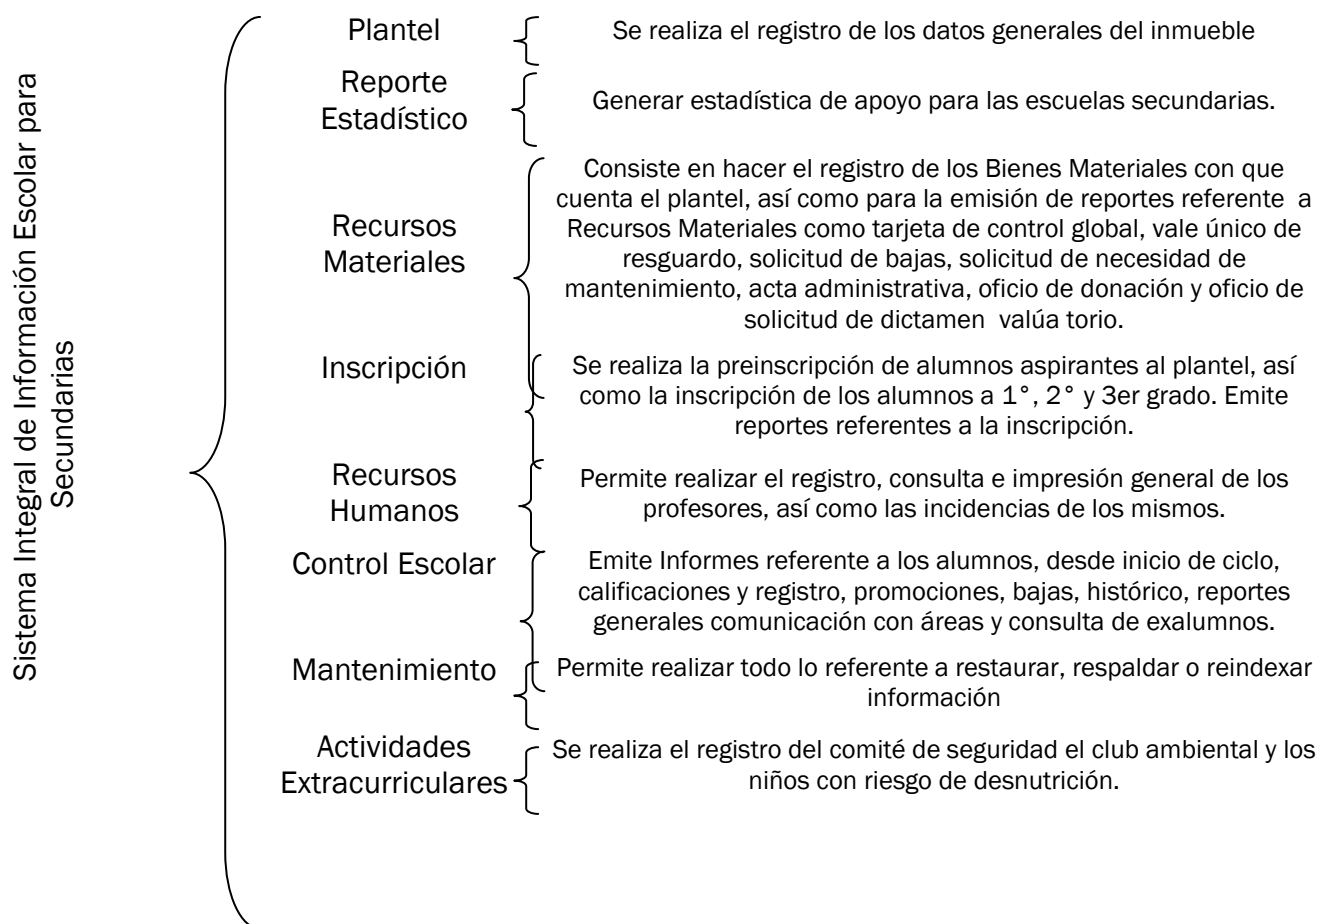 Sistema Integral de Información Escolar para
Secundarias
Plantel
Se realiza el registro de los datos generales del inmueble
Reporte
Estadístico
Generar estadística de apoyo para las escuelas secundarias.
Recursos
Materiales
Consiste en hacer el registro de los Bienes Materiales con que
cuenta el plantel, así como para la emisión de reportes referente  a
Recursos Materiales como tarjeta de control global, vale único de
resguardo, solicitud de bajas, solicitud de necesidad de
mantenimiento, acta administrativa, oficio de donación y oficio de
solicitud de dictamen  valúa torio.
Inscripción
Se realiza la preinscripción de alumnos aspirantes al plantel, así
como la inscripción de los alumnos a 1°, 2° y 3er grado. Emite
reportes referentes a la inscripción.
Recursos
Humanos
Permite realizar el registro, consulta e impresión general de los
profesores, así como las incidencias de los mismos.
Control Escolar
Emite Informes referente a los alumnos, desde inicio de ciclo,
calificaciones y registro, promociones, bajas, histórico, reportes
generales comunicación con áreas y consulta de exalumnos.
Mantenimiento
Permite realizar todo lo referente a restaurar, respaldar o reindexar
información
Actividades
Extracurriculares
Se realiza el registro del comité de seguridad el club ambiental y los
niños con riesgo de desnutrición.